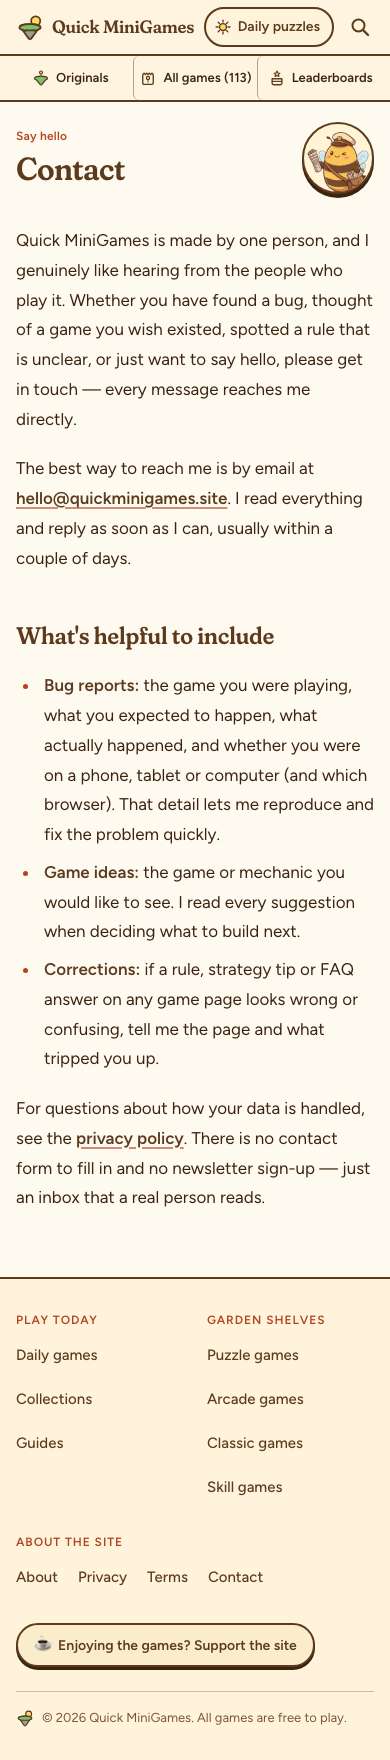 Quick MiniGames
Daily puzzles
Originals
All games (113)
Leaderboards
Say hello
Contact
Quick MiniGames is made by one person, and I
genuinely like hearing from the people who
play it. Whether you have found a bug, thought
of a game you wish existed, spotted a rule that
is unclear, or just want to say hello, please get
in touch — every message reaches me
directly.
The best way to reach me is by email at
hello@quickminigames.site. I read everything
and reply as soon as I can, usually within a
couple of days.
What's helpful to include
• Bug reports: the game you were playing,
what you expected to happen, what
actually happened, and whether you were
on a phone, tablet or computer (and which
browser). That detail lets me reproduce and
fix the problem quickly.
• Game ideas: the game or mechanic you
would like to see. I read every suggestion
when deciding what to build next.
• Corrections: if a rule, strategy tip or FAQ
answer on any game page looks wrong or
confusing, tell me the page and what
tripped you up.
For questions about how your data is handled,
see the privacy policy. There is no contact
form to fill in and no newsletter sign-up — just
an inbox that a real person reads.
PLAY TODAY
Daily games
Collections
Guides
GARDEN SHELVES
Puzzle games
Arcade games
Classic games
Skill games
ABOUT THE SITE
About Privacy Terms Contact
Enjoying the games? Support the site
© 2026 Quick MiniGames. All games are free to play.